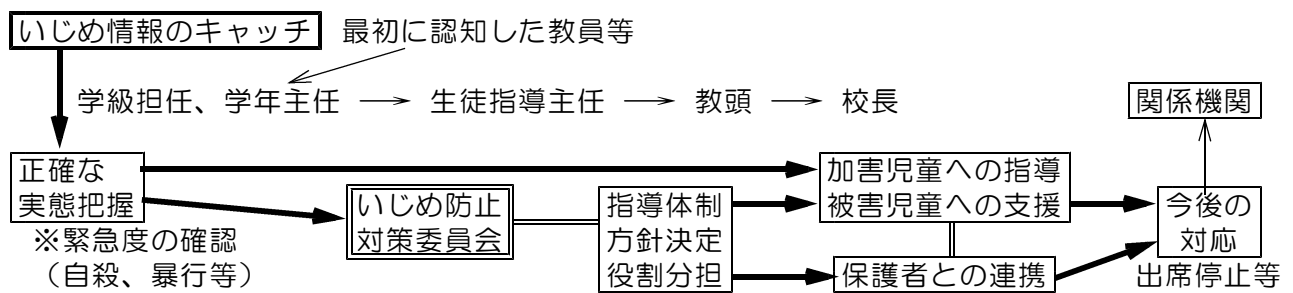 いじめ情報のキャッチ 最初に認知した教員等
学級担任、学年主任 → 生徒指導主任 → 教頭 → 校長
関係機関
正確な
実態把握
※緊急度の確認
(自殺、暴行等)
いじめ防止
対策委員会
指導体制
方針決定
役割分担
加害児童への指導
被害児童への支援
保護者との連携
今後の
対応
出席停止等